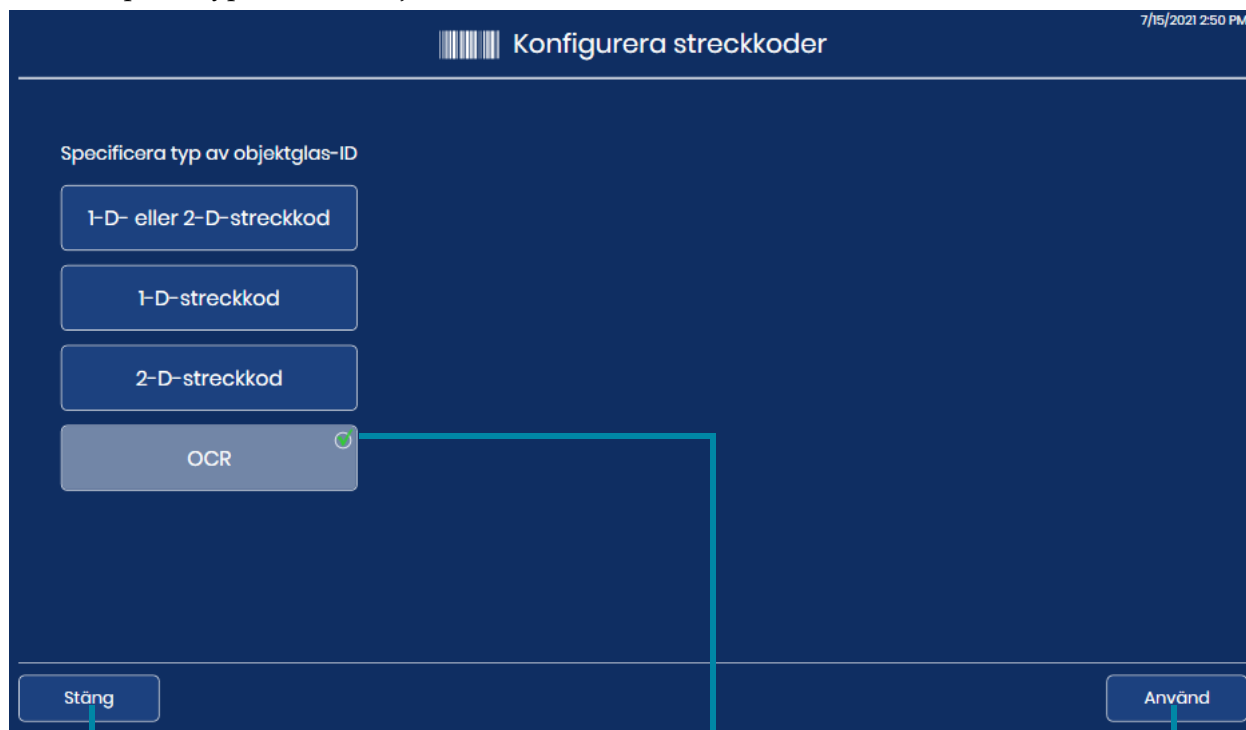 7/15/2021 2:50 PM
Konfigurera streckkoder
Specificera typ av objektglas-ID
1-D- eller 2-D-streckkod
1-D-streckkod
2-D-streckkod
OCR
Stäng
Använd